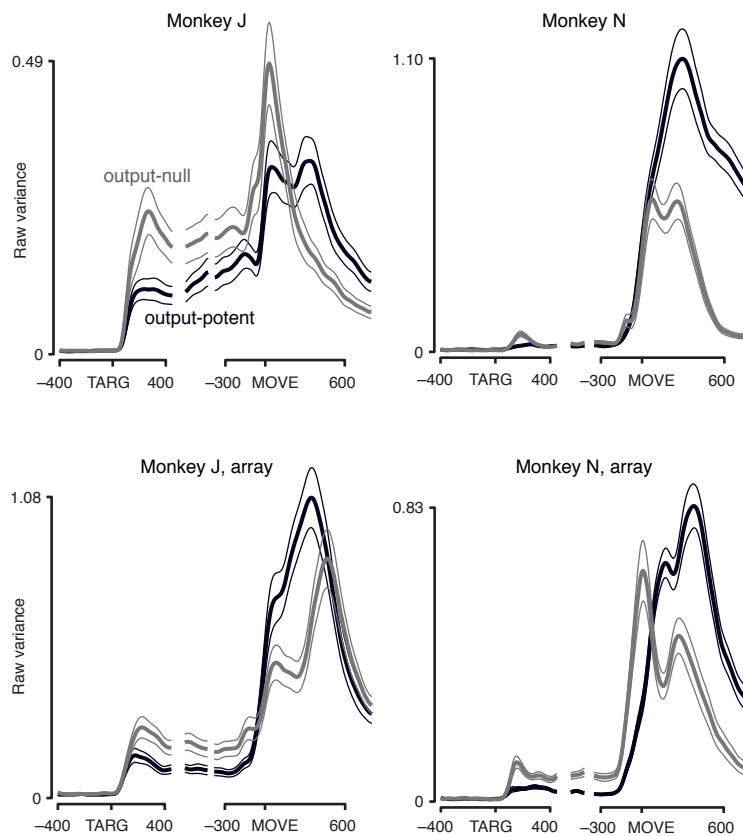 Monkey J
Monkey N
0.49
1.10
output-null
Raw variance
output-potent
0
0
–400 TARG 400 –300 MOVE 600
–400 TARG 400 –300 MOVE 600
Monkey J, array
Monkey N, array
1.08
0.83
Raw variance
0
0
–400 TARG 400 –300 MOVE 600
–400 TARG 400 –300 MOVE 600